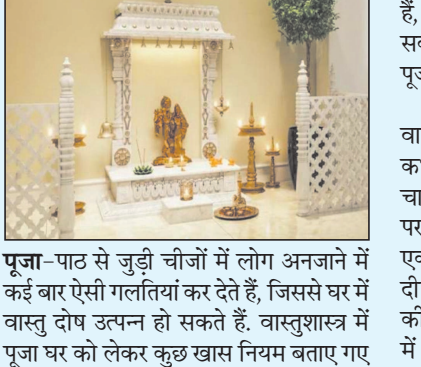 पूजा-पाठ से जुड़ी चीजों में लोग अनजाने में
कई बार ऐसी गलतियां कर देते हैं, जिससे घर में
वास्तु दोष उत्पन्न हो सकते हैं. वास्तुशास्त्र में
पूजा घर को लेकर कुछ खास नियम बताए गए
हैं,
में